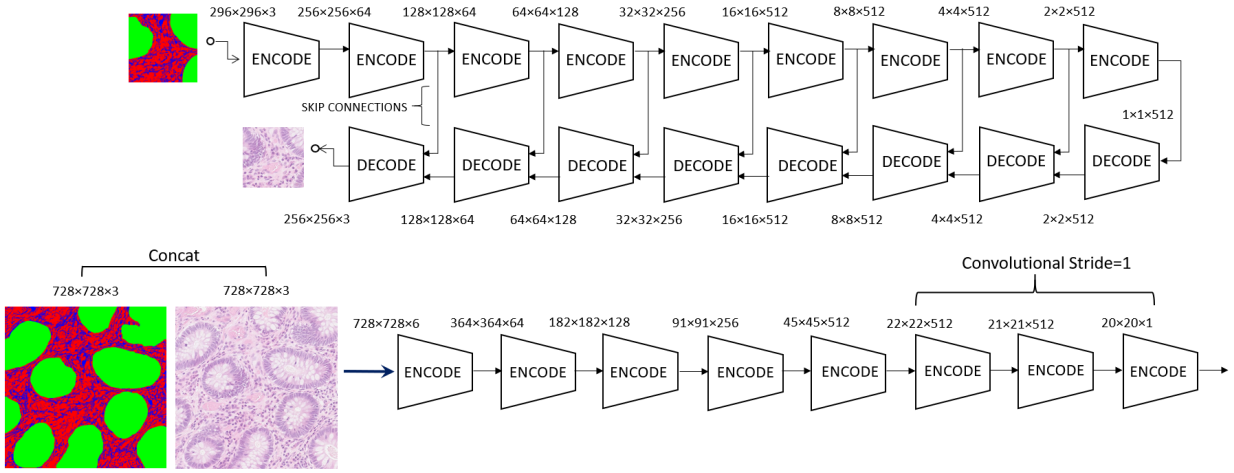 296×296×3 256×256×64 128×128×64 64×64×128 32×32×256 16×16×512 8×8×512 4×4×512 2×2×512
ENCODE ENCODE ENCODE ENCODE ENCODE ENCODE ENCODE ENCODE ENCODE
SKIP CONNECTIONS
1×1×512
DECODE DECODE DECODE DECODE DECODE DECODE DECODE DECODE
256×256×3 128×128×64 64×64×128 32×32×256 16×16×512 8×8×512 4×4×512 2×2×512
Concat
Convolutional Stride=1
728×728×3 728×728×3
728×728×6 364×364×64 182×182×128 91×91×256 45×45×512 22×22×512 21×21×512 20×20×1
ENCODE ENCODE ENCODE ENCODE ENCODE ENCODE ENCODE ENCODE